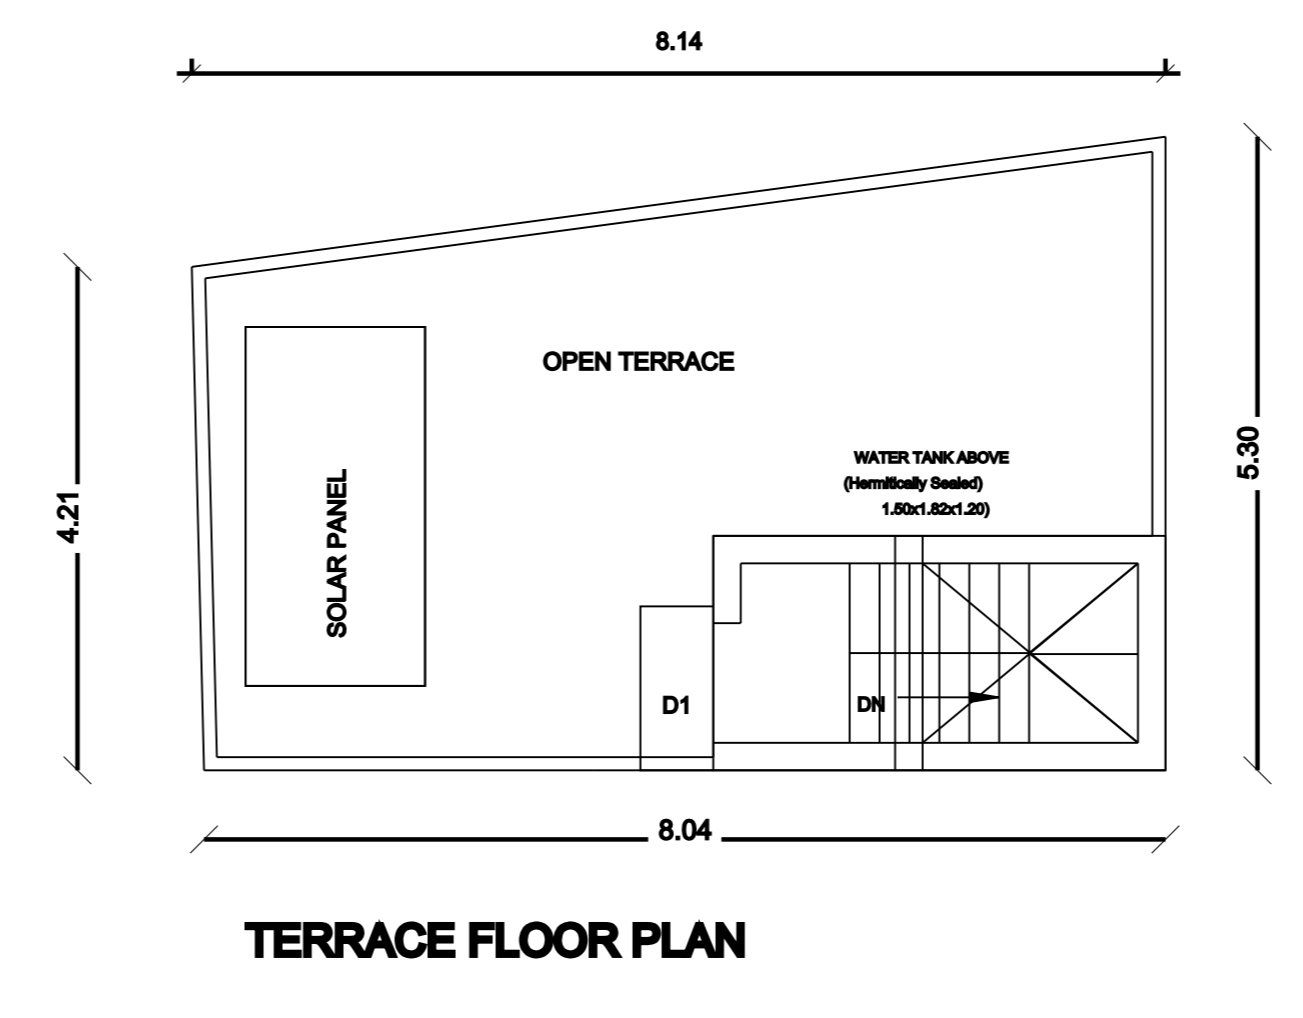 8.14
OPEN TERRACE
WATER TANK ABOVE
(Hermitically Sealed)
1.50x1.82x1.20)
5.30
4.21
SOLAR PANEL
D1
DN
8.04
TERRACE FLOOR PLAN